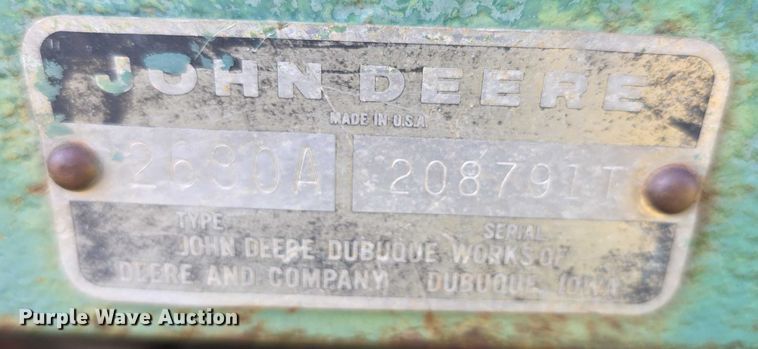 JOHN DEERE
MADE IN U.S.A
2630A 208791T
TYPE SERIAL
JOHN DEERE DUBUQUE WORKS OF
DEERE AND COMPANY DUBUQUE, IOWA
Purple Wave Auction